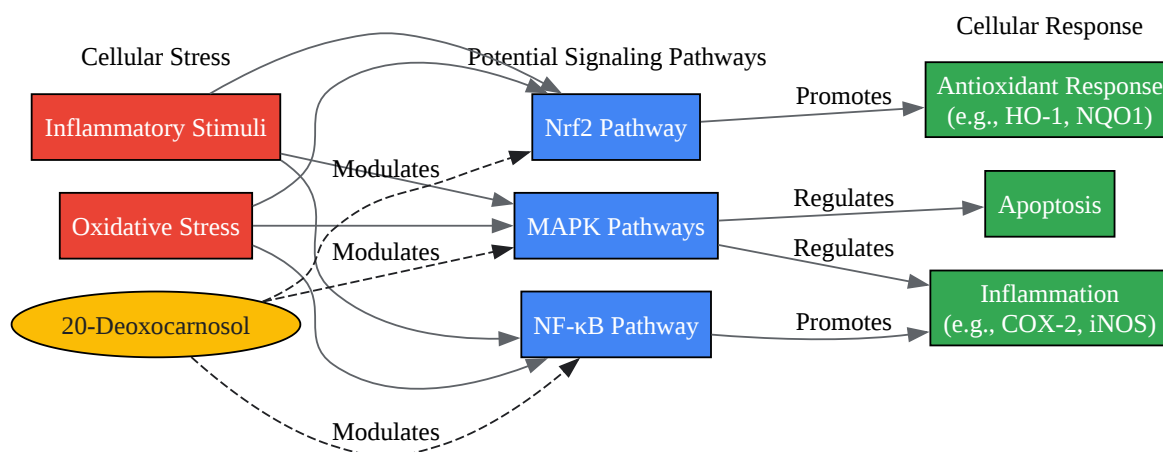 Cellular Stress
Potential Signaling Pathways
Cellular Response
Inflammatory Stimuli
Nrf2 Pathway
Promotes
Antioxidant Response
(e.g., HO-1, NQO1)
Modulates
Oxidative Stress
MAPK Pathways
Regulates
Apoptosis
Modulates
Regulates
20-Deoxocarnosol
NF-κB Pathway
Promotes
Inflammation
(e.g., COX-2, iNOS)
Modulates